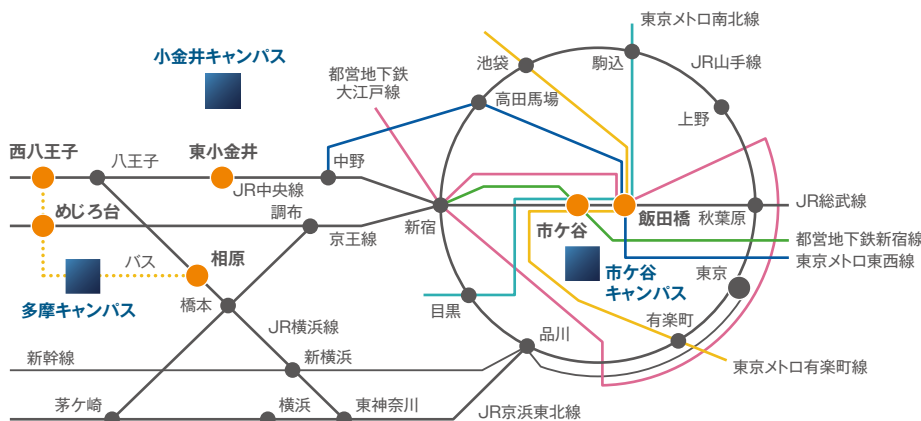 東京メトロ南北線
小金井キャンパス
池袋
駒込
JR山手線
都営地下鉄
大江戸線
高田馬場
上野
西八王子
八王子
東小金井
中野
JR中央線
めじろ台
調布
京王線
新宿
市ケ谷
飯田橋
秋葉原
JR総武線
都営地下鉄新宿線
東京メトロ東西線
バス
相原
市ケ谷
キャンパス
東京
多摩キャンパス
橋本
目黒
有楽町
JR横浜線
品川
新幹線
新横浜
東京メトロ有楽町線
茅ケ崎
横浜
東神奈川
JR京浜東北線